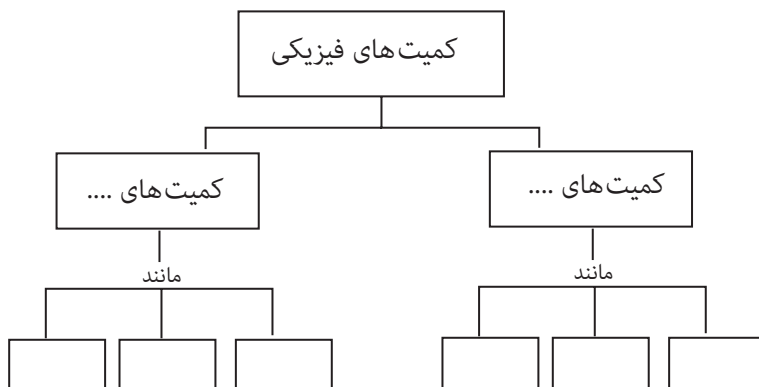 کمیت‌های فیزیکی
کمیت‌های ....
کمیت‌های ....
مانند
مانند